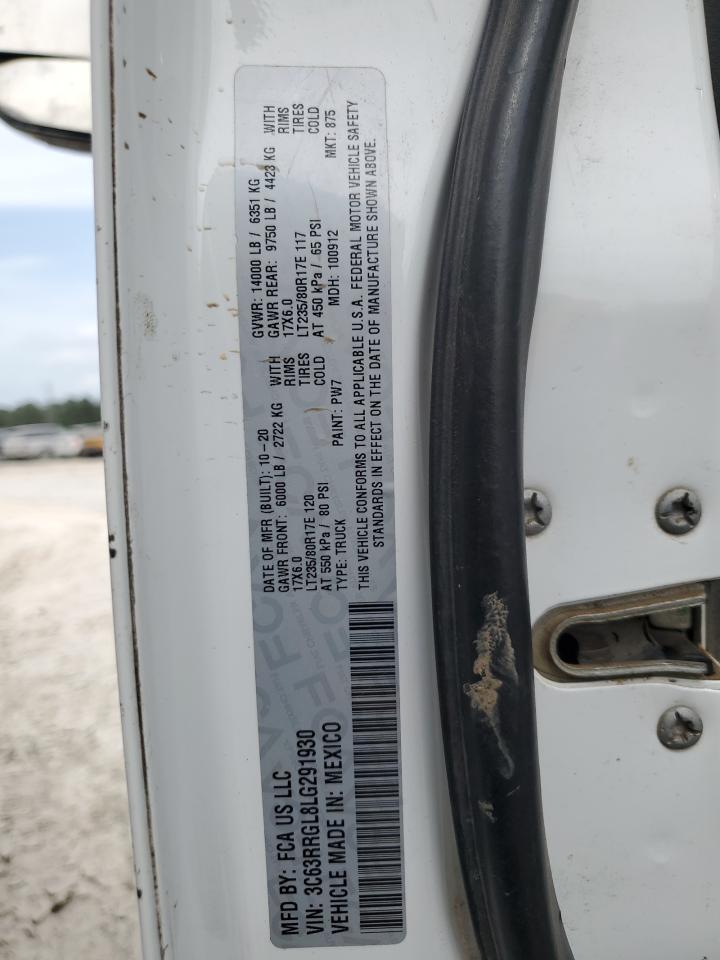 MFD BY: FCA US LLC
DATE OF MFR (BUILT): 10-20
GVWR: 14000 LB / 6351 KG
GAWR FRONT: 6000 LB / 2722 KG WITH
GAWR REAR: 9750 LB / 4423 KG WITH
17X6.0 RIMS
17X6.0 RIMS
LT235/80R17E 120 TIRES
LT235/80R17E 117 TIRES
AT 550 kPa / 80 PSI COLD
AT 450 kPa / 65 PSI COLD
VIN: 3C63RRGL8LG291930
TYPE: TRUCK PAINT: PW7 MDH: 100912 MKT: 875
VEHICLE MADE IN: MEXICO
THIS VEHICLE CONFORMS TO ALL APPLICABLE U.S.A. FEDERAL MOTOR VEHICLE SAFETY
STANDARDS IN EFFECT ON THE DATE OF MANUFACTURE SHOWN ABOVE.